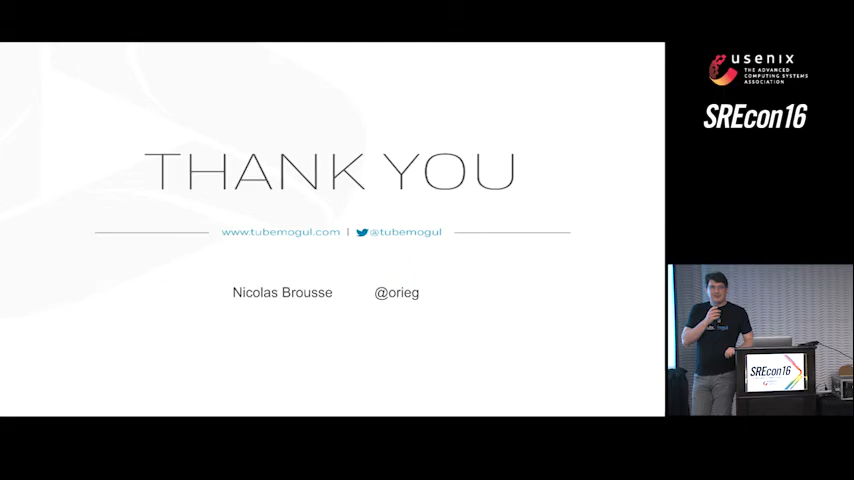 THANK YOU
www.tubemogul.com | @tubemogul
Nicolas Brousse @orieg
usenix
THE ADVANCED
COMPUTING SYSTEMS
ASSOCIATION
SREcon16
SREcon16